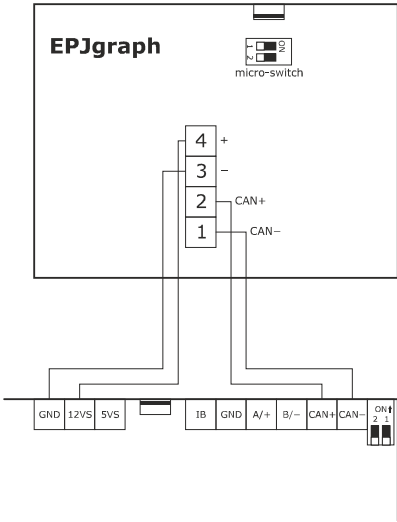 EPJgraph
ON
1
2
micro-switch
4 +
3 −
2 CAN+
1 CAN−
GND 12VS 5VS IB GND A/+ B/− CAN+ CAN− ON⬆
2 1